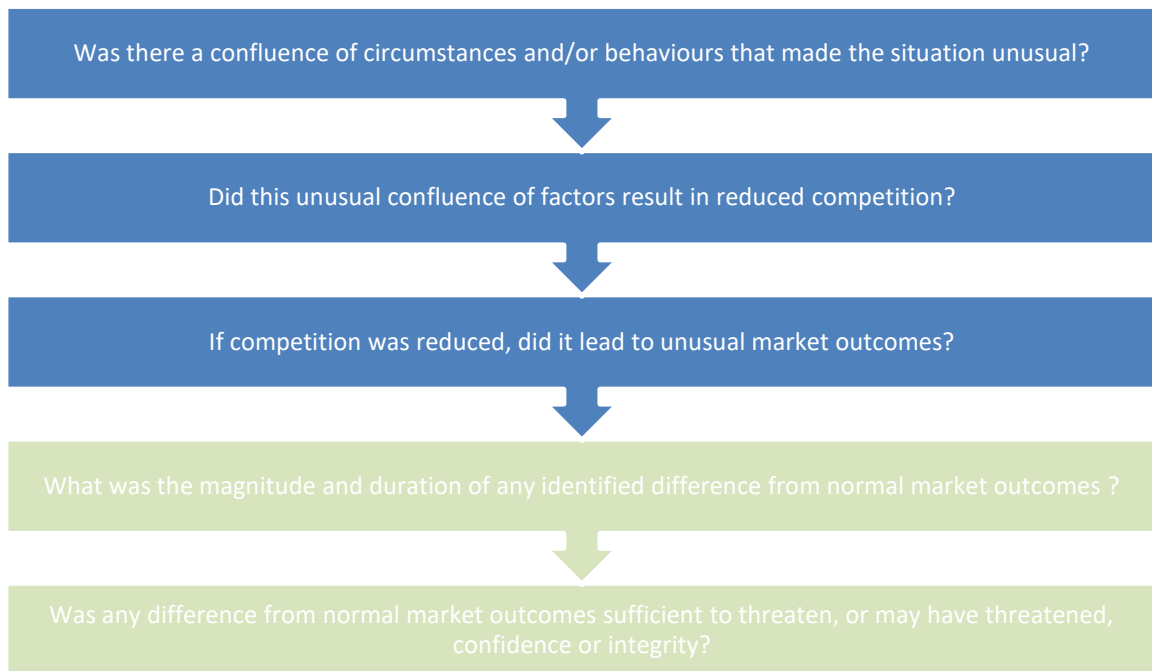 Was there a confluence of circumstances and/or behaviours that made the situation unusual?
Did this unusual confluence of factors result in reduced competition?
If competition was reduced, did it lead to unusual market outcomes?
What was the magnitude and duration of any identified difference from normal market outcomes ?
Was any difference from normal market outcomes sufficient to threaten, or may have threatened,
confidence or integrity?